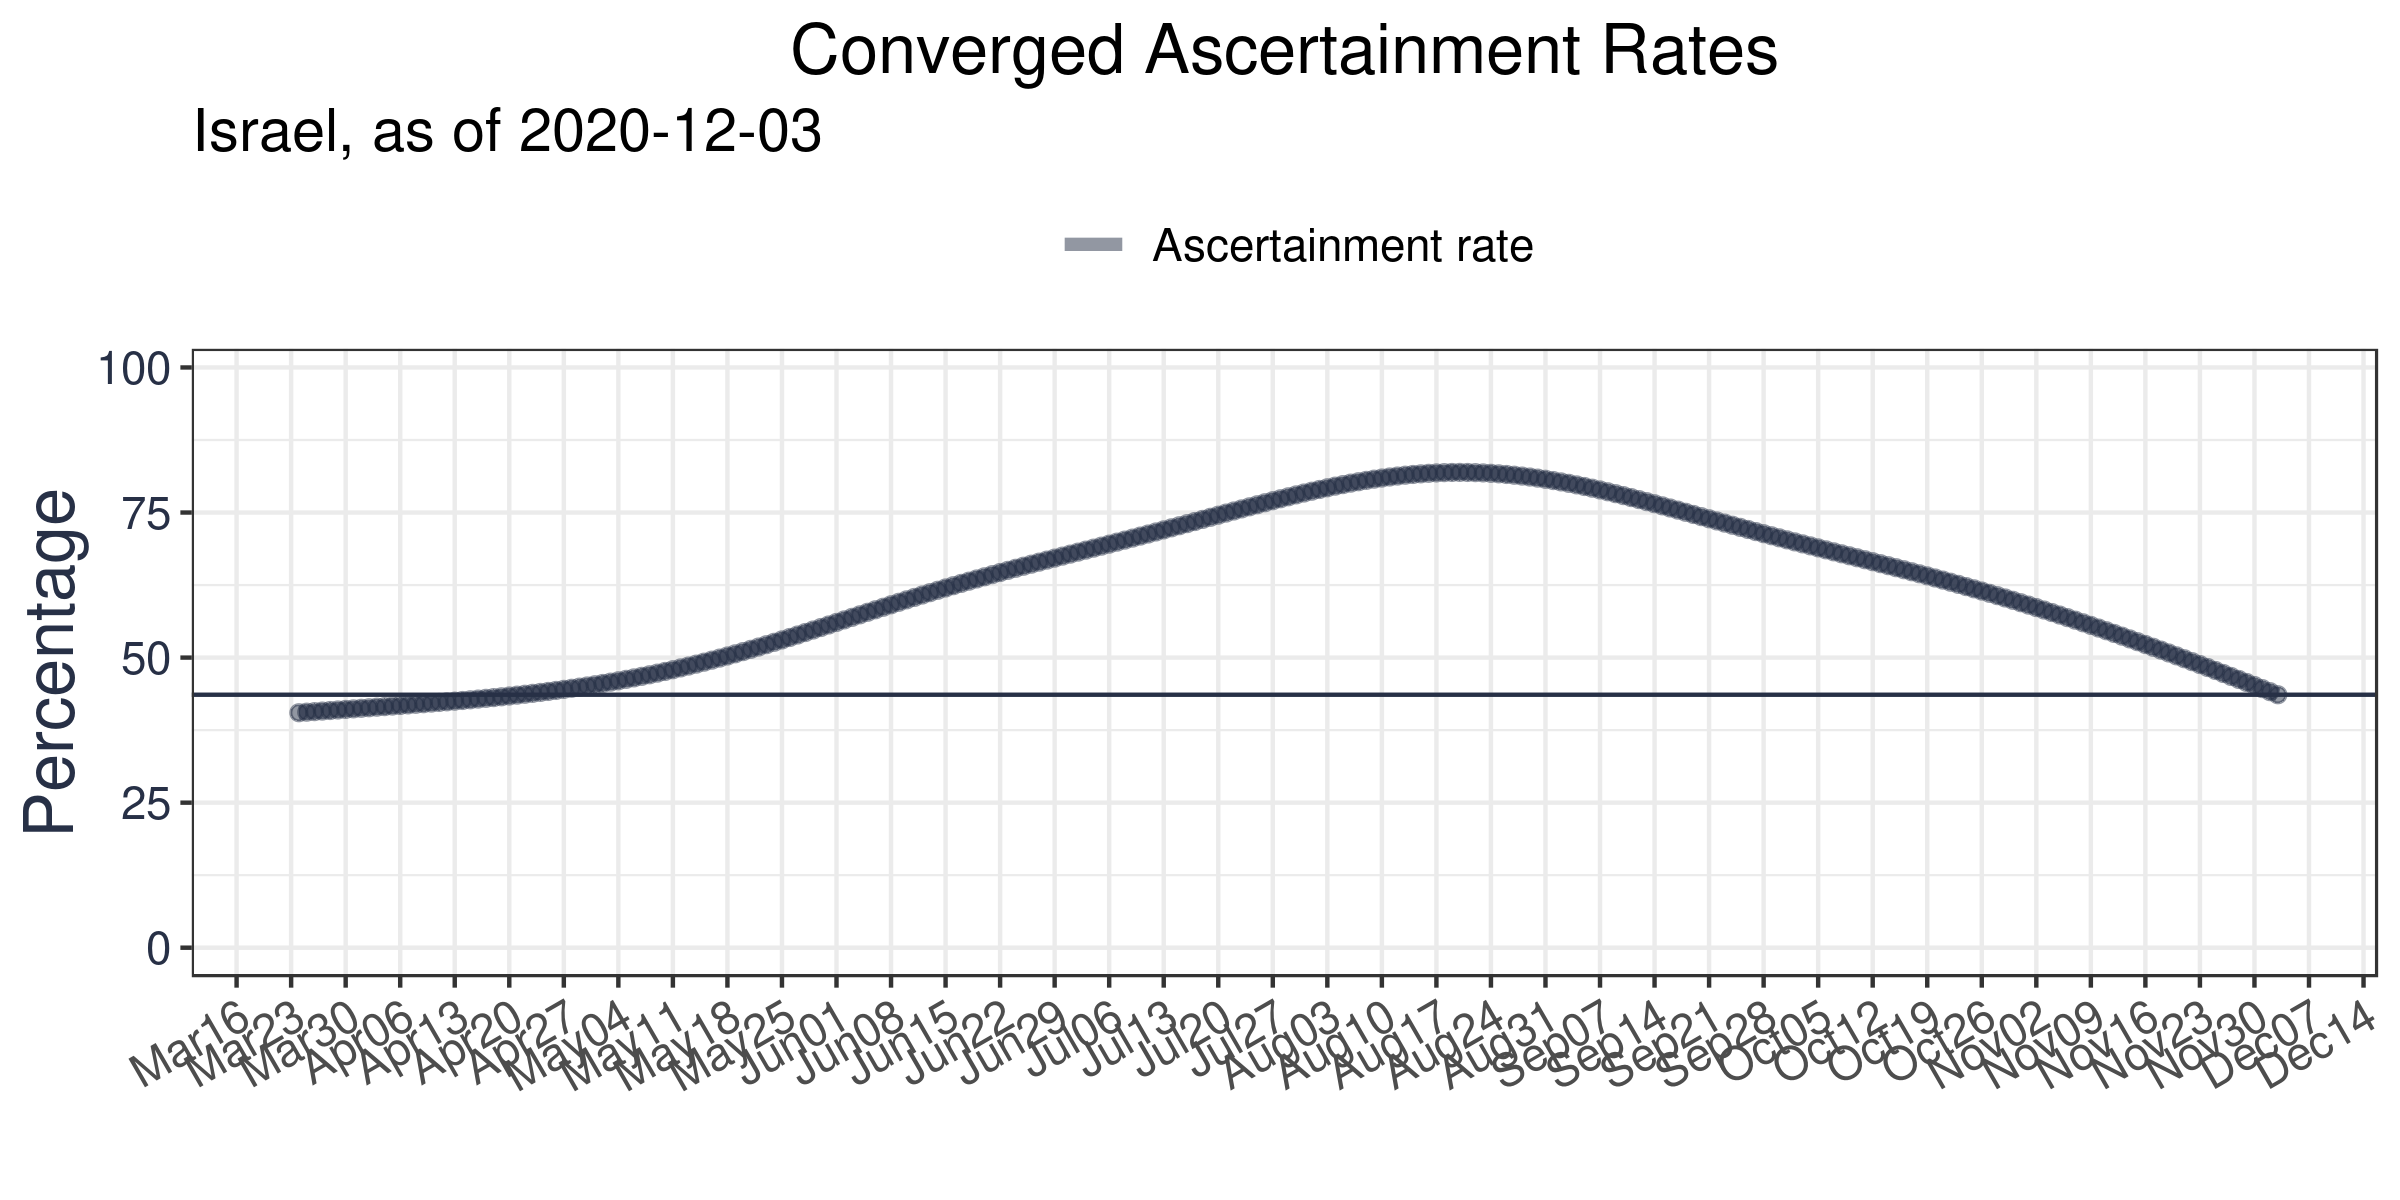 Converged Ascertainment Rates
Israel, as of 2020-12-03
Ascertainment rate
Percentage
100
75
50
25
0
Mar16
Mar23
Mar30
Apr06
Apr13
Apr20
Apr27
May04
May11
May18
May25
Jun01
Jun08
Jun15
Jun22
Jun29
Jul06
Jul13
Jul20
Jul27
Aug03
Aug10
Aug17
Aug24
Aug31
Sep07
Sep14
Sep21
Sep28
Oct05
Oct12
Oct19
Oct26
Nov02
Nov09
Nov16
Nov23
Nov30
Dec07
Dec14